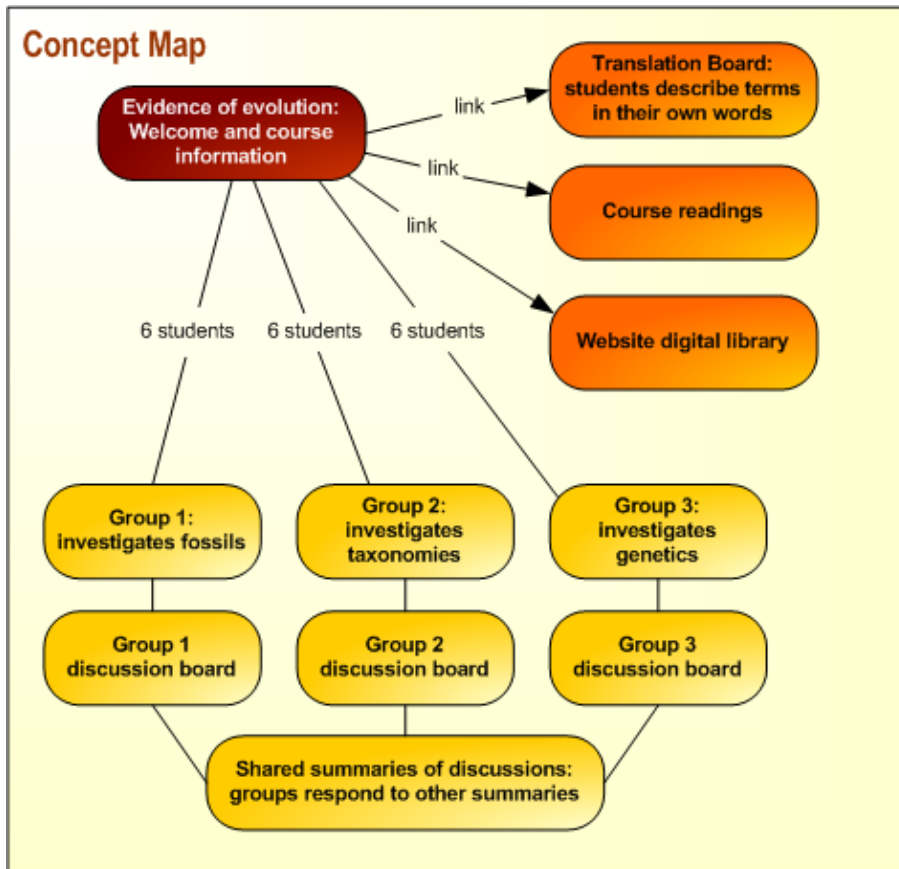 Concept Map
Evidence of evolution:
Welcome and course
information
link
Translation Board:
students describe terms
in their own words
link
Course readings
link
Website digital library
6 students
6 students
6 students
Group 1:
investigates fossils
Group 2:
investigates
taxonomies
Group 3:
investigates
genetics
Group 1
discussion board
Group 2
discussion board
Group 3
discussion board
Shared summaries of discussions:
groups respond to other summaries